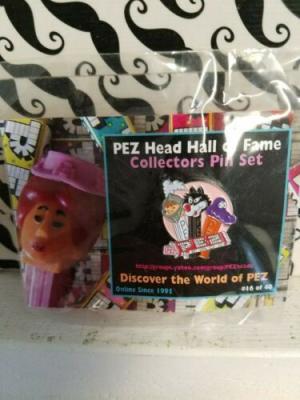 PEZ Head Hall of Fame
Collectors Pin Set
PEZ
Discover the World of PEZ
Online Since 1995
#16 of 40